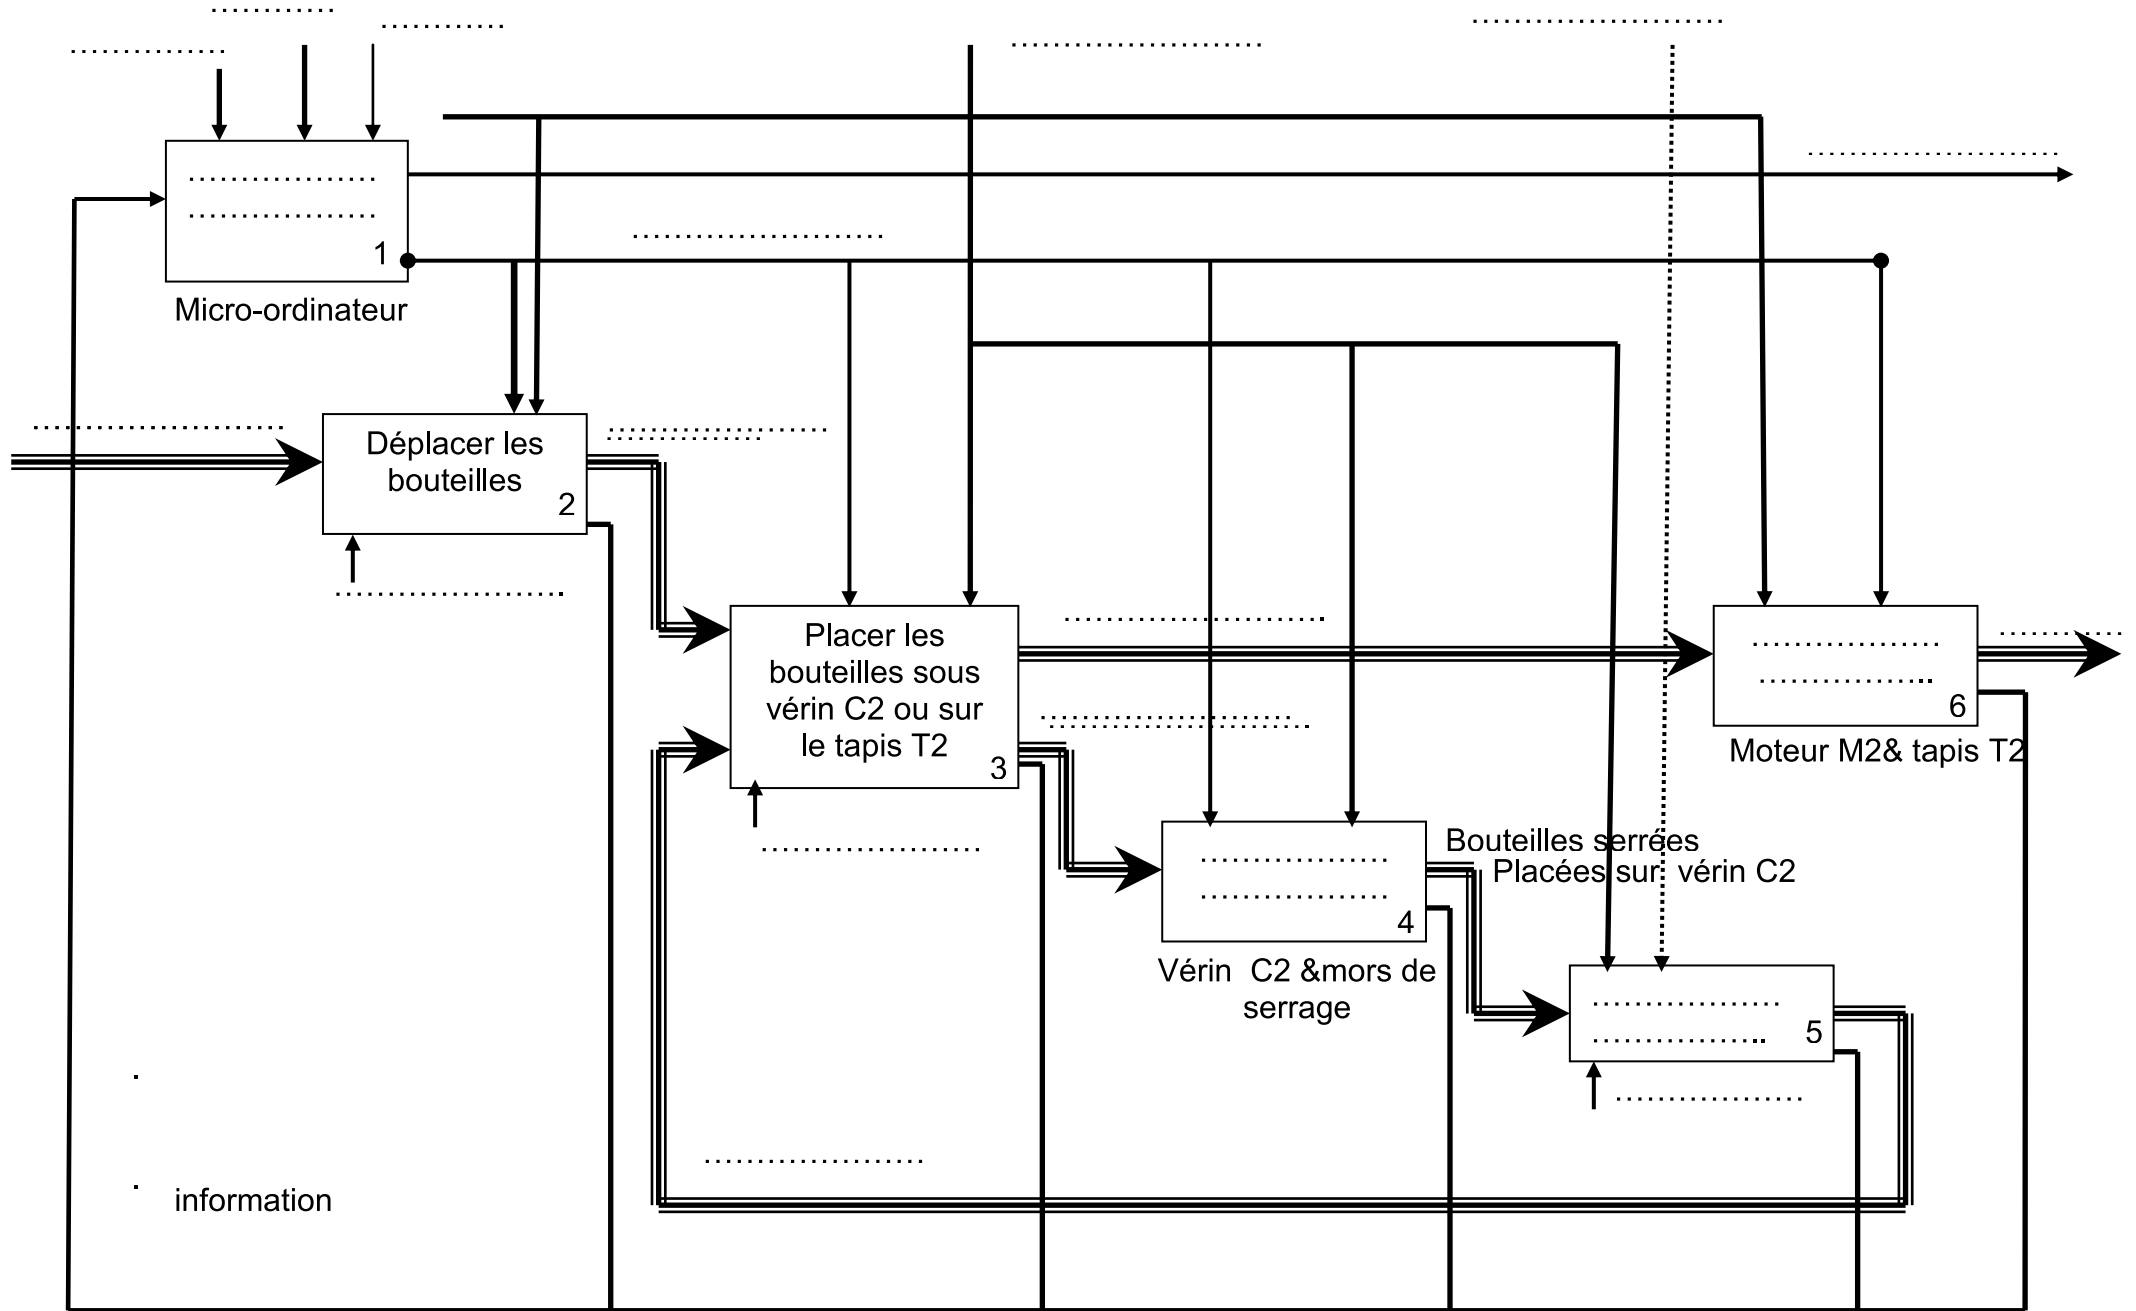 1
Micro-ordinateur
Déplacer les
bouteilles
2
Placer les
bouteilles sous
vérin C2 ou sur
le tapis T2
3
6
Moteur M2& tapis T2
Bouteilles serrées
Placées sur vérin C2
4
Vérin C2 &mors de
serrage
5
information